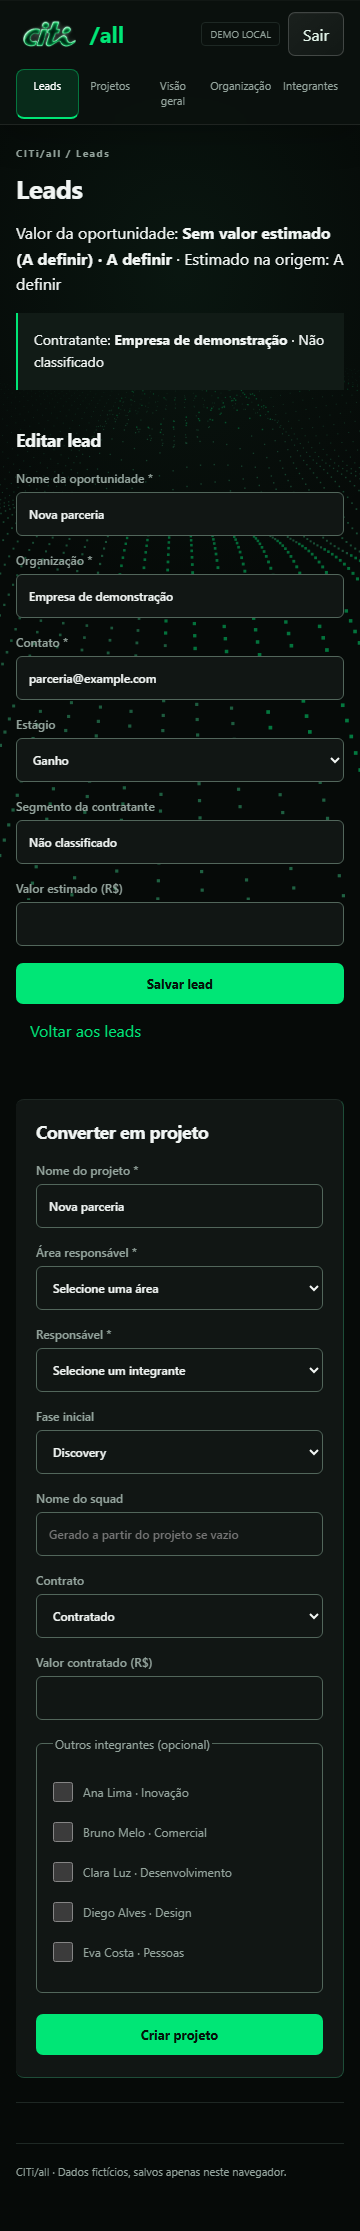 citi /all
DEMO LOCAL
Sair
Leads
Projetos
Visão
geral
Organização
Integrantes
CITi/all / Leads
Leads
Valor da oportunidade: Sem valor estimado
(A definir) · A definir · Estimado na origem: A
definir
Contratante: Empresa de demonstração · Não
classificado
Editar lead
Nome da oportunidade *
Nova parceria
Organização *
Empresa de demonstração
Contato *
parceria@example.com
Estágio
Ganho
Segmento da contratante
Não classificado
Valor estimado (R$)
Salvar lead
Voltar aos leads
Converter em projeto
Nome do projeto *
Nova parceria
Área responsável *
Selecione uma área
Responsável *
Selecione um integrante
Fase inicial
Discovery
Nome do squad
Gerado a partir do projeto se vazio
Contrato
Contratado
Valor contratado (R$)
Outros integrantes (opcional)
Ana Lima · Inovação
Bruno Melo · Comercial
Clara Luz · Desenvolvimento
Diego Alves · Design
Eva Costa · Pessoas
Criar projeto
CITi/all · Dados fictícios, salvos apenas neste navegador.